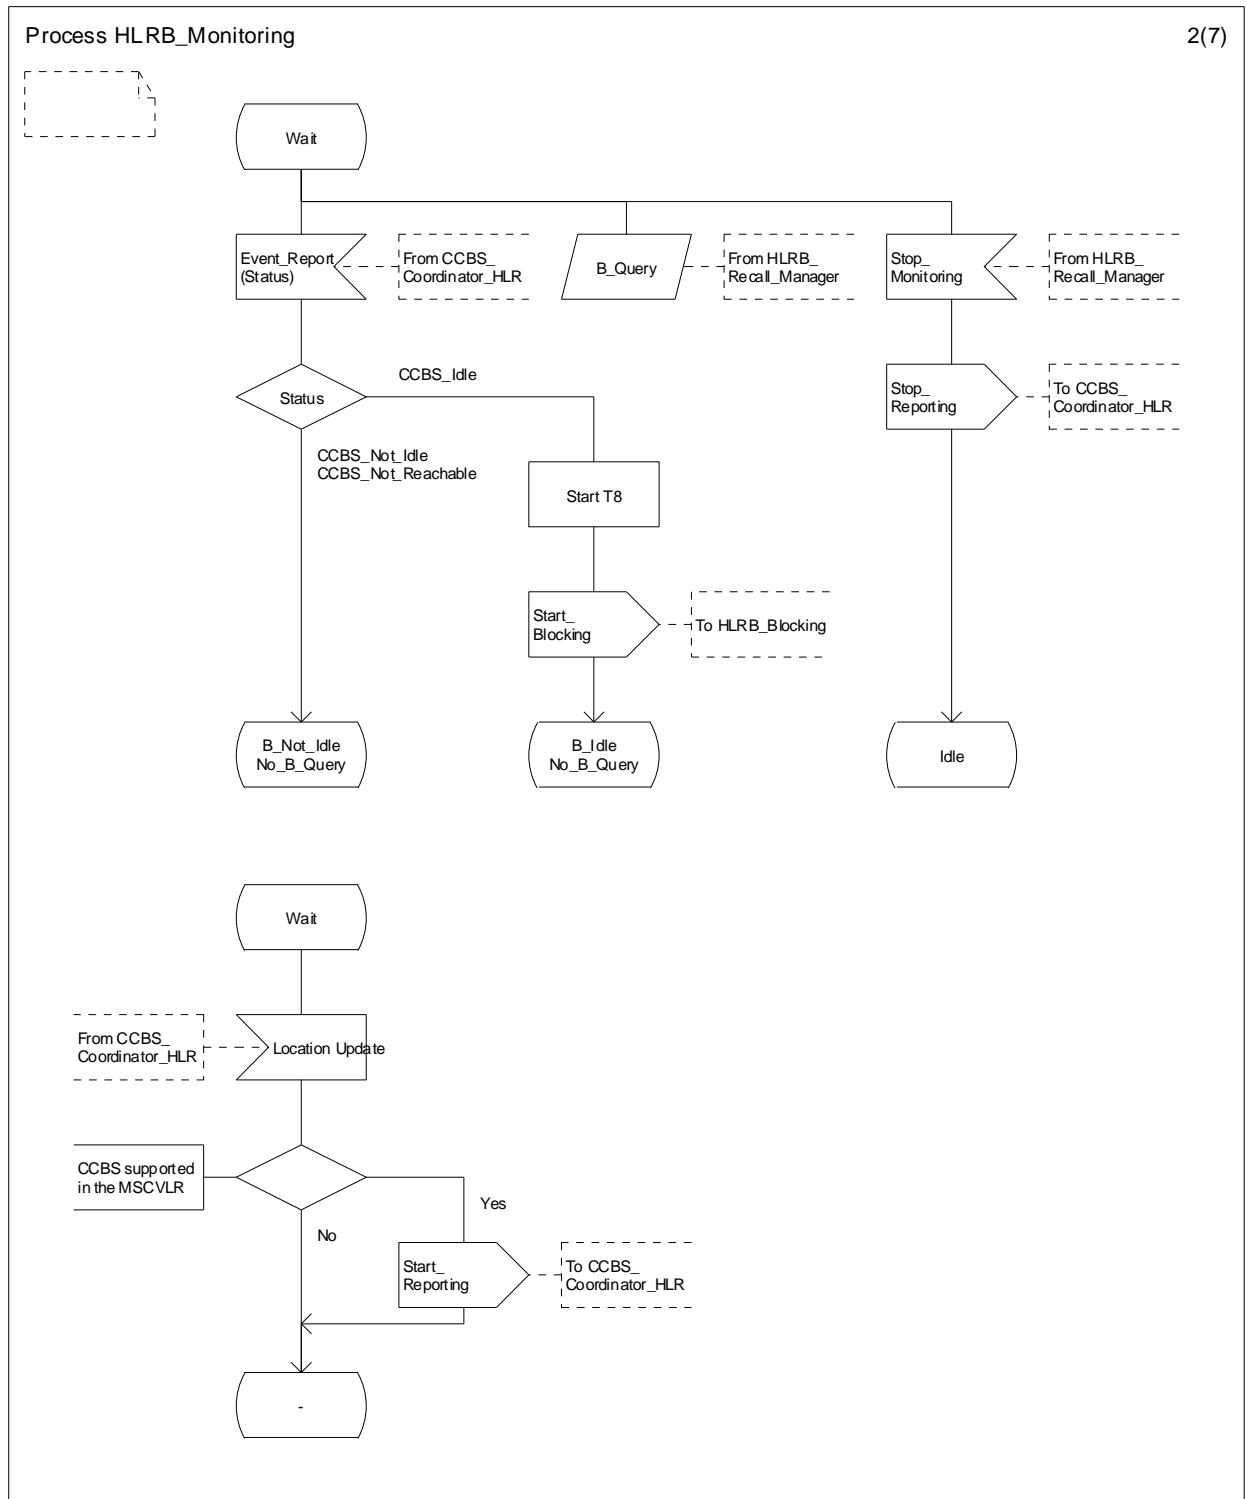 Process HLRB_Monitoring
2(7)
Wait
Event_Report
(Status)
From CCBS_
Coordinator_HLR
B_Query
From HLRB_
Recall_Manager
Stop_
Monitoring
From HLRB_
Recall_Manager
Status
CCBS_Idle
Stop_
Reporting
To CCBS_
Coordinator_HLR
CCBS_Not_Idle
CCBS_Not_Reachable
Start T8
Start_
Blocking
To HLRB_Blocking
B_Not_Idle
No_B_Query
B_Idle
No_B_Query
Idle
Wait
From CCBS_
Coordinator_HLR
Location Update
CCBS supported
in the MSCVLR
Yes
No
Start_
Reporting
To CCBS_
Coordinator_HLR
-